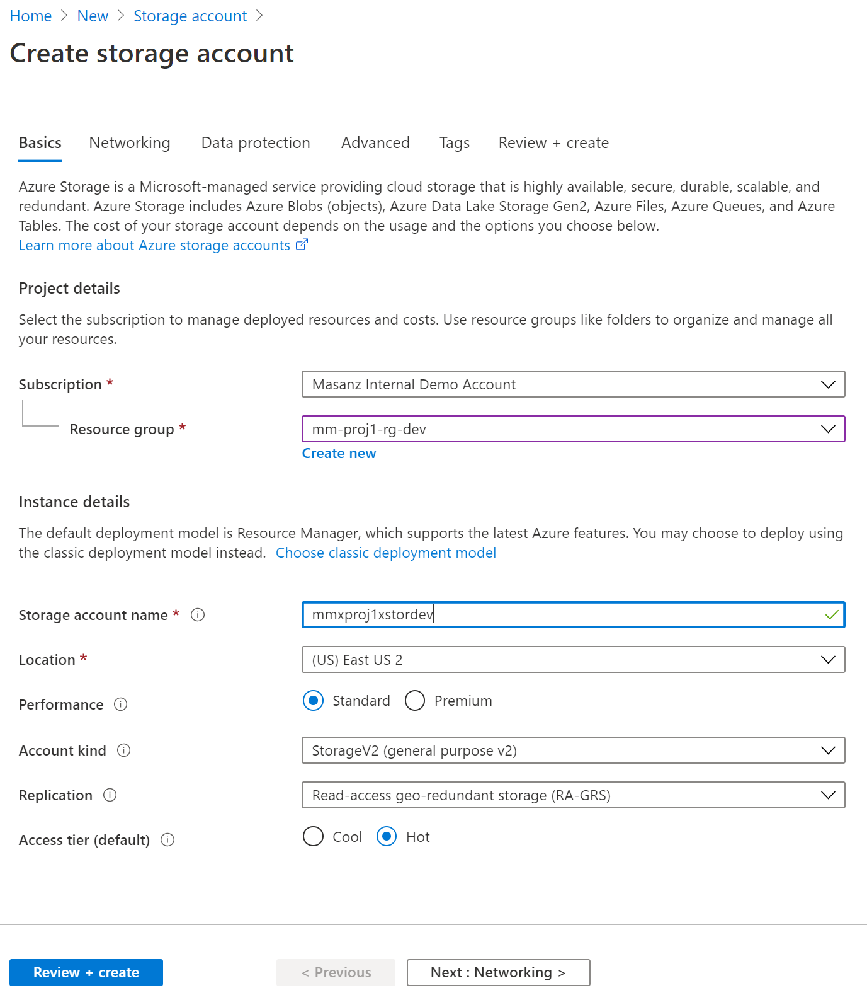 Home > New > Storage account >
Create storage account
Basics Networking Data protection Advanced Tags Review + create
Azure Storage is a Microsoft-managed service providing cloud storage that is highly available, secure, durable, scalable, and
redundant. Azure Storage includes Azure Blobs (objects), Azure Data Lake Storage Gen2, Azure Files, Azure Queues, and Azure
Tables. The cost of your storage account depends on the usage and the options you choose below.
Learn more about Azure storage accounts
Project details
Select the subscription to manage deployed resources and costs. Use resource groups like folders to organize and manage all
your resources.
Subscription * Masanz Internal Demo Account
Resource group * mm-proj1-rg-dev
Create new
Instance details
The default deployment model is Resource Manager, which supports the latest Azure features. You may choose to deploy using
the classic deployment model instead. Choose classic deployment model
Storage account name * mmxproj1xstordev
Location * (US) East US 2
Performance Standard Premium
Account kind StorageV2 (general purpose v2)
Replication Read-access geo-redundant storage (RA-GRS)
Access tier (default) Cool Hot
Review + create < Previous Next : Networking >